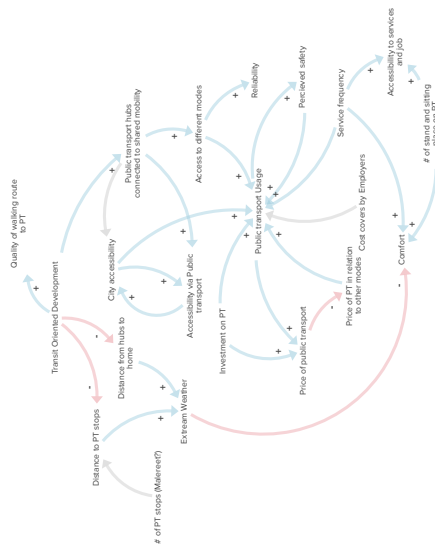 Quality of walking route
to PT
Transit Oriented Development
Distance to PT stops
# of PT stops (Malereet?)
Distance from hubs to
home
City accessibility
Public transport hubs
connected to shared mobility
Extream Weather
Accessibility via Public
transport
Access to different modes
Investment on PT
Public transport Usage
Reliability
Price of public transport
Percieved safety
Price of PT in relation
to other modes
Cost covers by Employers
Service frequency
Comfort
Accessibility to services
and job
# of stand and sitting
place on PT